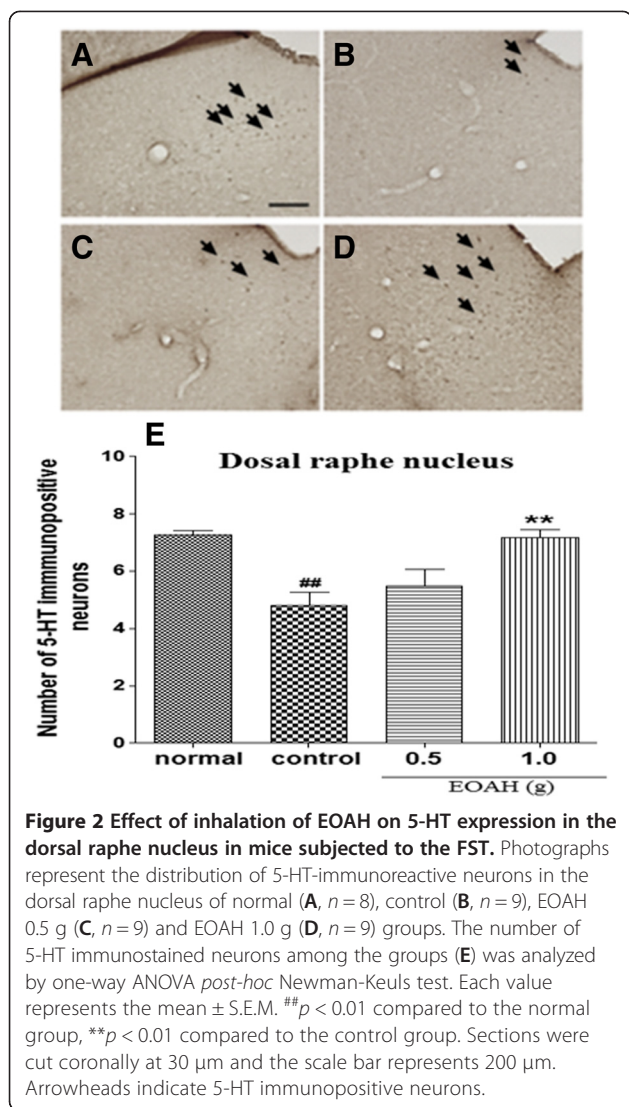 A
B
C
D
E
Dosal raphe nucleus
Number of 5-HT immmunopositive
neurons
10
8
6
4
2
0
##
**
normal
control
0.5
1.0
EOAH (g)
Figure 2 Effect of inhalation of EOAH on 5-HT expression in the
dorsal raphe nucleus in mice subjected to the FST. Photographs
represent the distribution of 5-HT-immunoreactive neurons in the
dorsal raphe nucleus of normal (A, n = 8), control (B, n = 9), EOAH
0.5 g (C, n = 9) and EOAH 1.0 g (D, n = 9) groups. The number of
5-HT immunostained neurons among the groups (E) was analyzed
by one-way ANOVA post-hoc Newman-Keuls test. Each value
represents the mean ± S.E.M. ##p < 0.01 compared to the normal
group, **p < 0.01 compared to the control group. Sections were
cut coronally at 30 μm and the scale bar represents 200 μm.
Arrowheads indicate 5-HT immunopositive neurons.